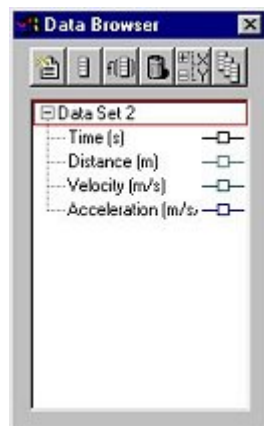 Data Browser
Data Set 2
Time (s)
Distance (m)
Velocity (m/s)
Acceleration (m/s/